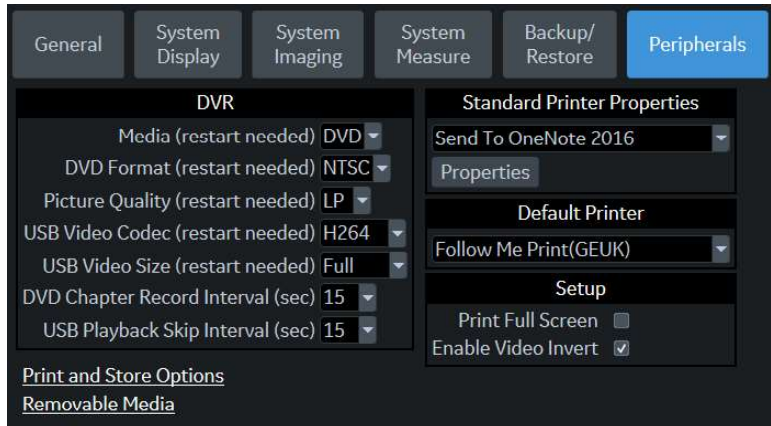 General
System
Display
System
Imaging
System
Measure
Backup/
Restore
Peripherals
DVR
Media (restart needed) DVD
DVD Format (restart needed) NTSC
Picture Quality (restart needed) LP
USB Video Codec (restart needed) H264
USB Video Size (restart needed) Full
DVD Chapter Record Interval (sec) 15
USB Playback Skip Interval (sec) 15
Print and Store Options
Removable Media
Standard Printer Properties
Send To OneNote 2016
Properties
Default Printer
Follow Me Print(GEUK)
Setup
Print Full Screen
Enable Video Invert